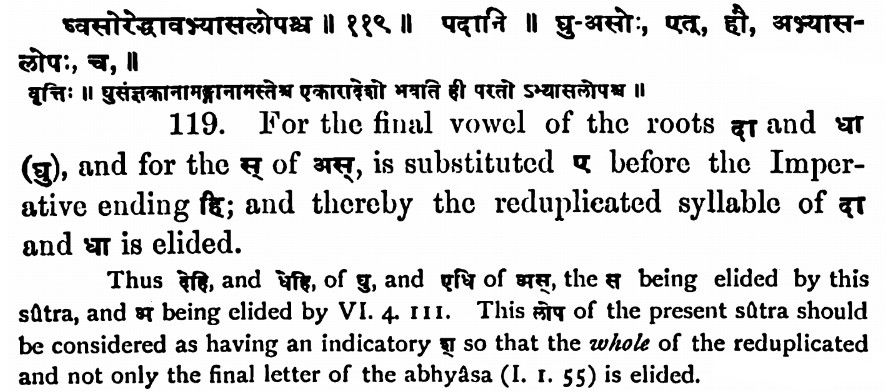 घ्वसोरेद्धावभ्यासलोपश्च ॥ ११९ ॥ पदानि ॥ घु-असोः, एत्, हौ, अभ्यास-
लोपः, च, ॥
वृत्तिः ॥ घुसंज्ञकानामङ्गानामस्तेश्च एकारादेशो भवति हौ परतो ऽभ्यासलोपश्च ॥
119. For the final vowel of the roots दा and धा
(घु), and for the स् of अस्, is substituted ए before the Imper-
ative ending हि; and thereby the reduplicated syllable of दा
and धा is elided.
Thus देहि, and धेहि, of घु, and एधि of अस्, the स being elided by this
sûtra, and अ being elided by VI. 4. 111. This लोप of the present sûtra should
be considered as having an indicatory श् so that the whole of the reduplicated
and not only the final letter of the abhyâsa (I. 1. 55) is elided.